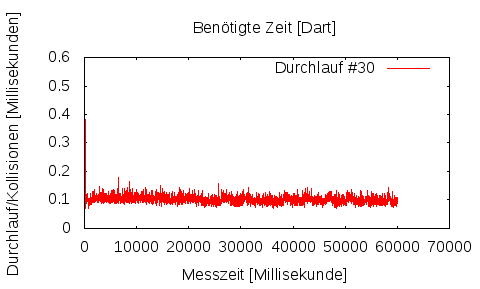 Benötigte Zeit [Dart]
Durchlauf/Kollisionen [Millisekunden]
0.6
0.5
0.4
0.3
0.2
0.1
0
Durchlauf #30
0 10000 20000 30000 40000 50000 60000 70000
Messzeit [Millisekunde]